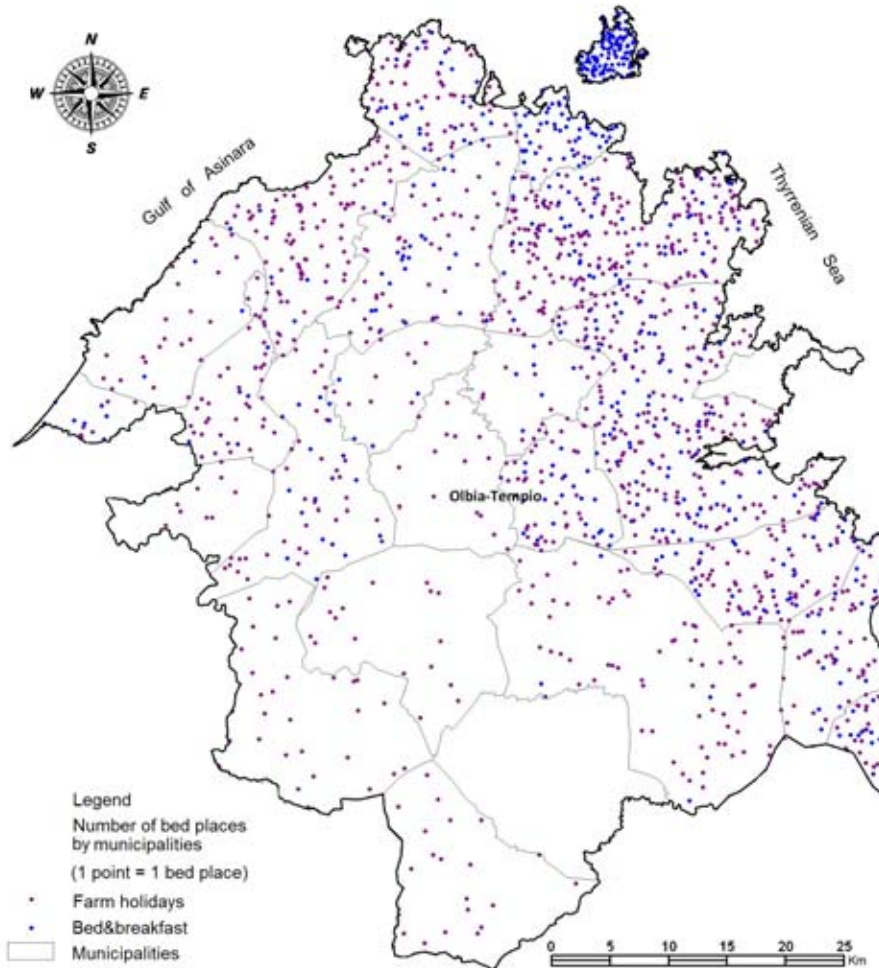 N
W E
S
Gulf of Asinara
Thyrrenian Sea
Olbia-Tempio
Legend
Number of bed places
by municipalities
(1 point = 1 bed place)
Farm holidays
Bed&breakfast
Municipalities
0 5 10 15 20 25
Km